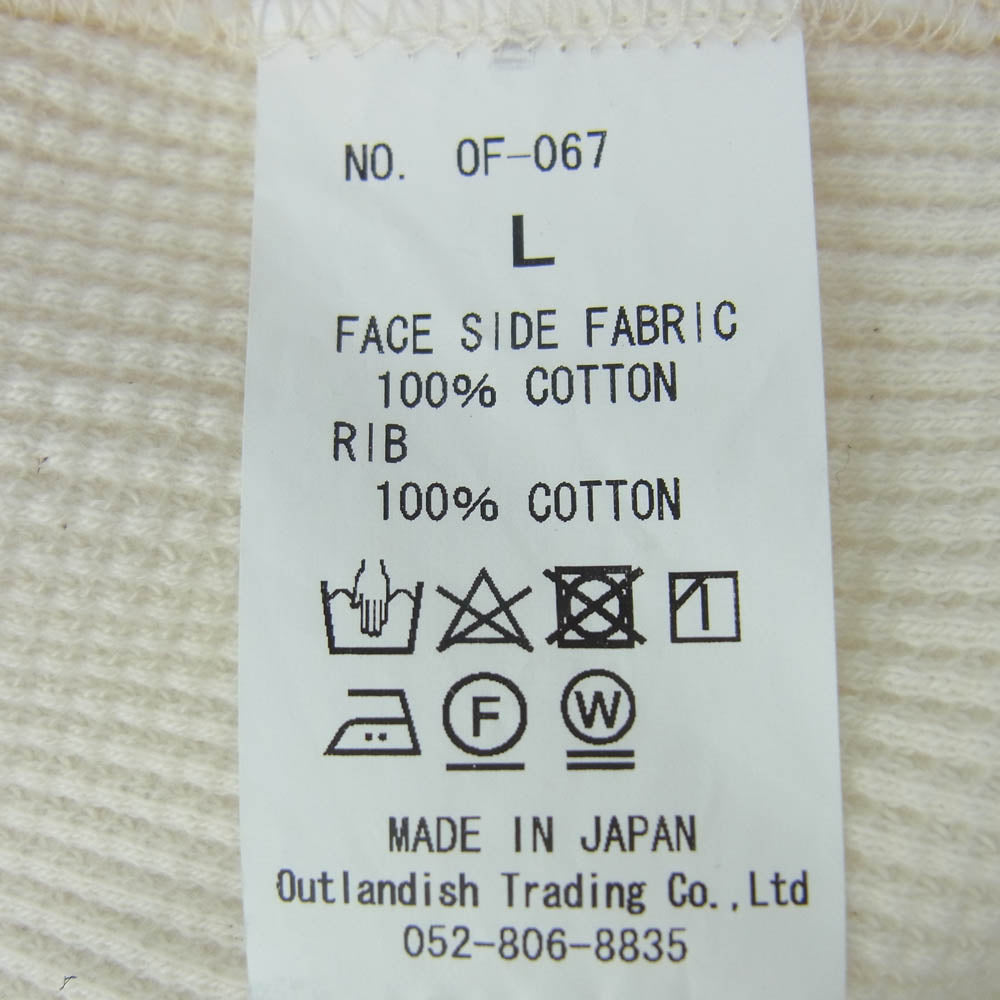 NO. OF-067
L
FACE SIDE FABRIC
100% COTTON
RIB
100% COTTON
F W
MADE IN JAPAN
Outlandish Trading Co.,Ltd
052-806-8835